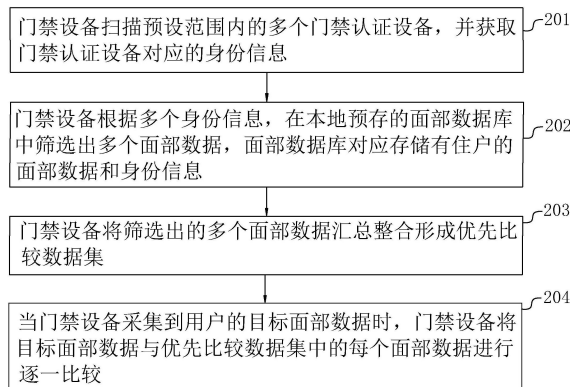 门禁设备扫描预设范围内的多个门禁认证设备，并获取
门禁认证设备对应的身份信息
201
门禁设备根据多个身份信息，在本地预存的面部数据库
中筛选出多个面部数据，面部数据库对应存储有住户的
面部数据和身份信息
202
门禁设备将筛选出的多个面部数据汇总整合形成优先比
较数据集
203
当门禁设备采集到用户的目标面部数据时，门禁设备将
目标面部数据与优先比较数据集中的每个面部数据进行
逐一比较
204